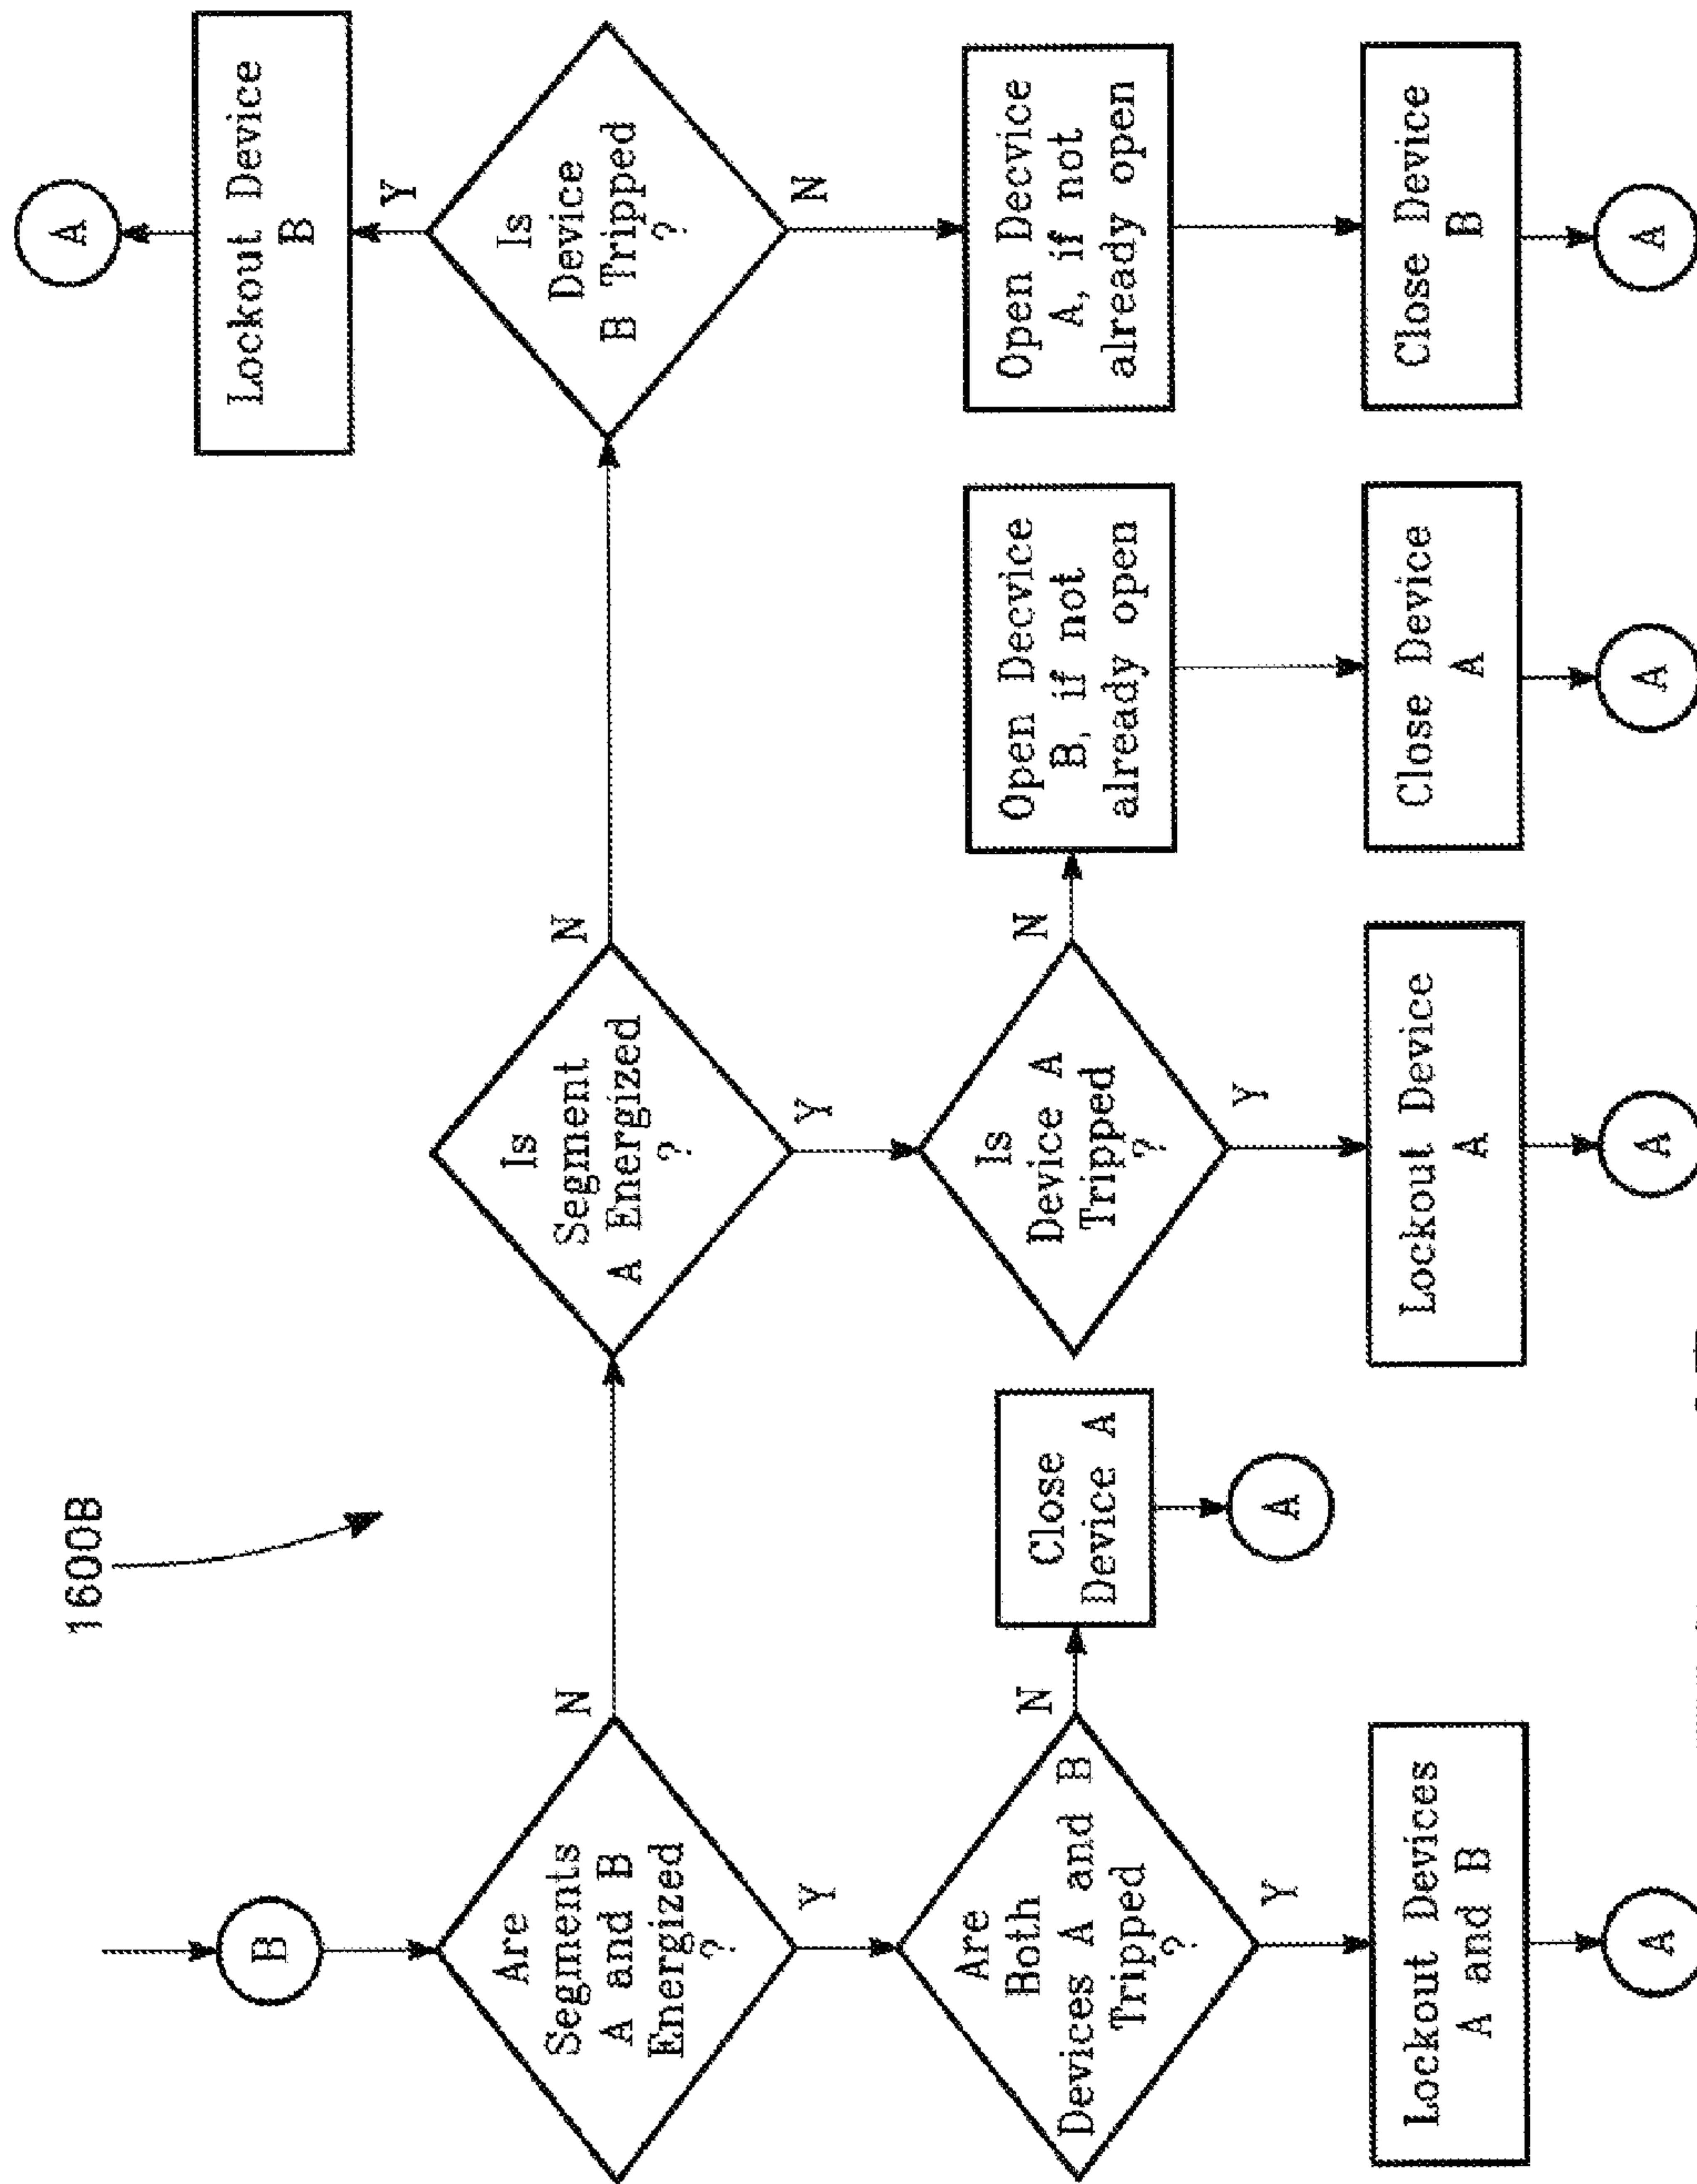 1600B
B
Are
Segments
A and B
Energized
?
N
Y
Are
Both
Devices A and B
Tripped
?
N
Y
Close
Device A
A
Lockout Devices
A and B
A
Is
Segment
A Energized
?
N
Y
Is
Device A
Tripped
?
N
Y
Lockout Device
A
A
Open Decvice
B, if not
already open
Close Device
A
A
Is
Device
B Tripped
?
Y
N
Lockout Device
B
A
Open Decvice
A, if not
already open
Close Device
B
A